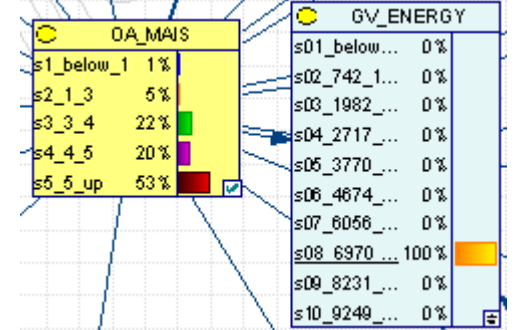 OA_MAIS
s1_below_1 1%
s2_1_3 5%
s3_3_4 22%
s4_4_5 20%
s5_5_up 53%
GV_ENERGY
s01_below... 0%
s02_742_1... 0%
s03_1982_... 0%
s04_2717_... 0%
s05_3770_... 0%
s06_4674_... 0%
s07_6056_... 0%
s08_6970 ... 100%
s09_8231_... 0%
s10_9249_... 0%